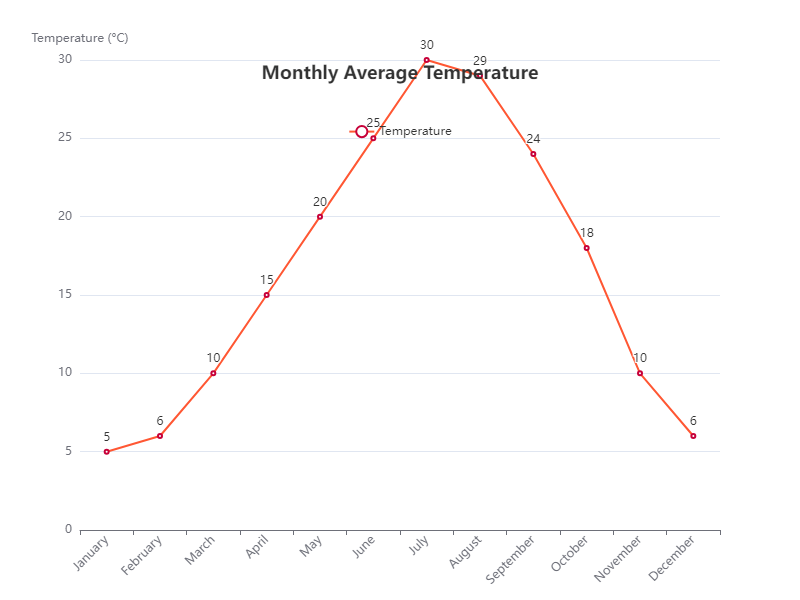 Temperature (°C)
Monthly Average Temperature
Temperature
30
25
20
15
10
5
0
5
6
10
15
20
25
30
29
24
18
10
6
January
February
March
April
May
June
July
August
September
October
November
December